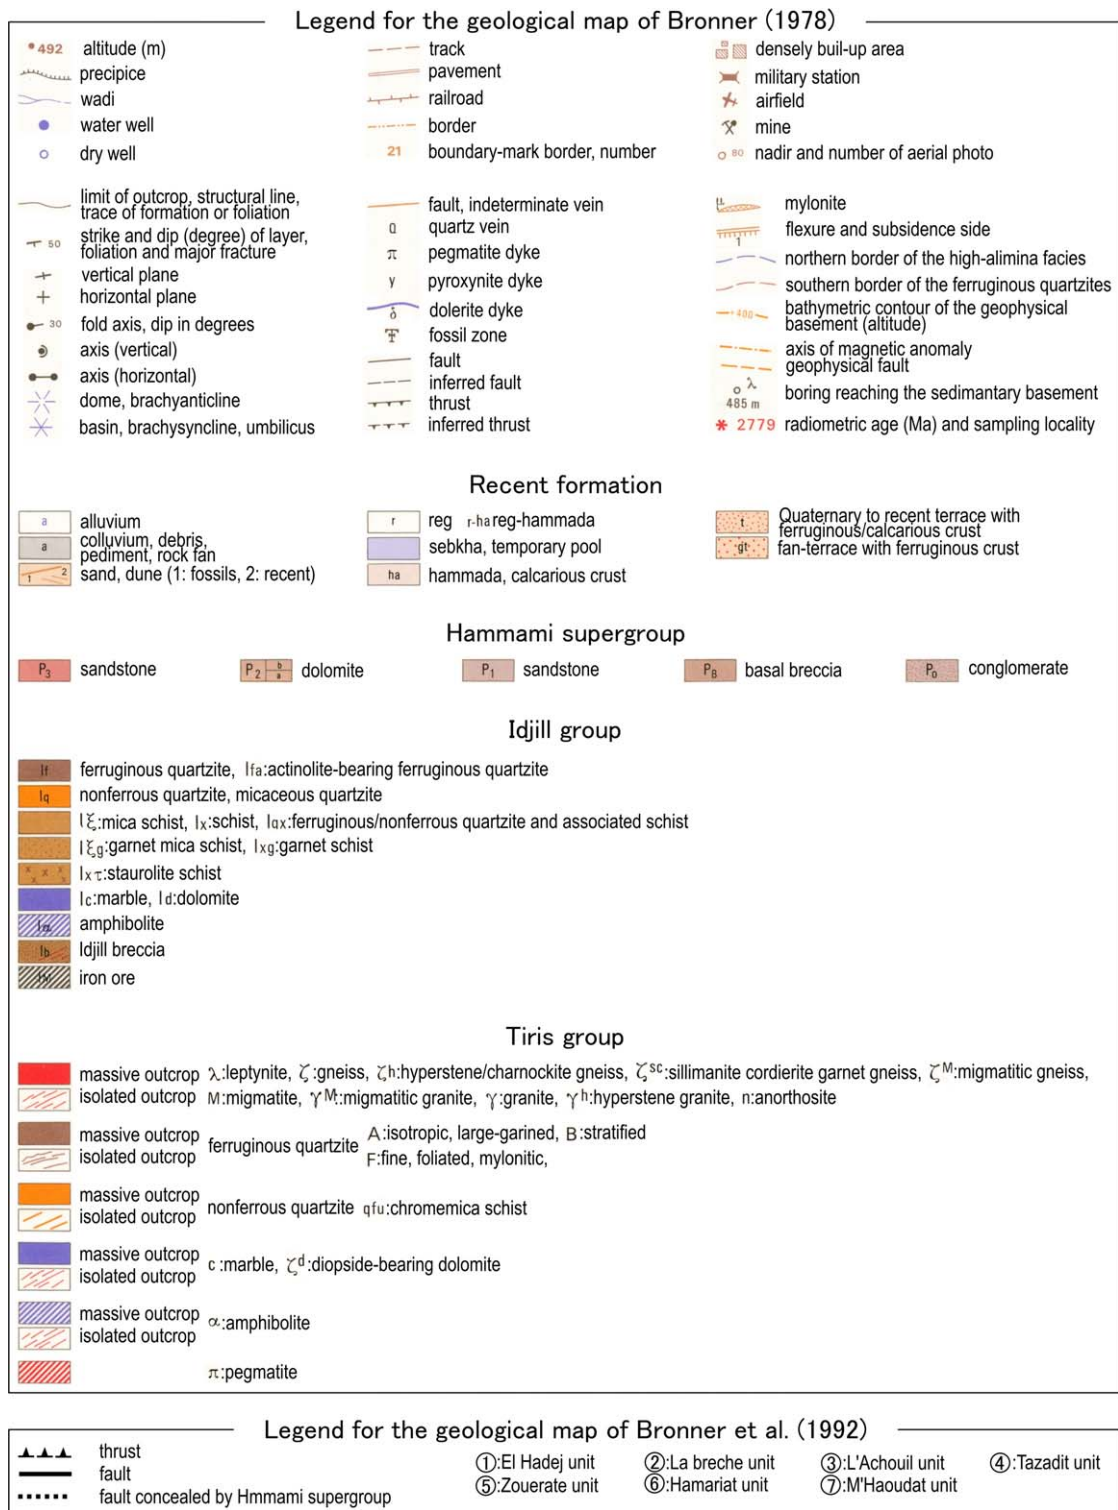 Legend for the geological map of Bronner (1978)
492 altitude (m)
precipice
wadi
water well
dry well
track
pavement
railroad
border
21 boundary-mark border, number
densely buil-up area
military station
airfield
mine
80 nadir and number of aerial photo
limit of outcrop, structural line,
trace of formation or foliation
50 strike and dip (degree) of layer,
foliation and major fracture
vertical plane
horizontal plane
30 fold axis, dip in degrees
axis (vertical)
axis (horizontal)
dome, brachyanticline
basin, brachysyncline, umbilicus
fault, indeterminate vein
Q quartz vein
π pegmatite dyke
y pyroxynite dyke
δ dolerite dyke
fossil zone
fault
inferred fault
thrust
inferred thrust
μ mylonite
1 flexure and subsidence side
northern border of the high-alimina facies
southern border of the ferruginous quartzites
+400 bathymetric contour of the geophysical
basement (altitude)
axis of magnetic anomaly
geophysical fault
λ 485 m boring reaching the sedimantary basement
* 2779 radiometric age (Ma) and sampling locality
Recent formation
a alluvium
a colluvium, debris,
pediment, rock fan
1 2 sand, dune (1: fossils, 2: recent)
r reg r-ha reg-hammada
sebkha, temporary pool
ha hammada, calcarious crust
t Quaternary to recent terrace with
ferruginous/calcarious crust
gt fan-terrace with ferruginous crust
Hammami supergroup
P3 sandstone P2 b a dolomite P1 sandstone PB basal breccia P0 conglomerate
Idjill group
If ferruginous quartzite, Ifa:actinolite-bearing ferruginous quartzite
Iq nonferrous quartzite, micaceous quartzite
Iξ:mica schist, Ix:schist, Iqx:ferruginous/nonferrous quartzite and associated schist
Iξg:garnet mica schist, Ixg:garnet schist
x x x x x Ixτ:staurolite schist
Ic:marble, Id:dolomite
amphibolite
Ib Idjill breccia
iron ore
Tiris group
massive outcrop λ:leptynite, ζ:gneiss, ζh:hyperstene/charnockite gneiss, ζsc:sillimanite cordierite garnet gneiss, ζM:migmatitic gneiss,
isolated outcrop M:migmatite, γM:migmatitic granite, γ:granite, γh:hyperstene granite, n:anorthosite
massive outcrop
isolated outcrop
ferruginous quartzite A:isotropic, large-garined, B:stratified
F:fine, foliated, mylonitic,
massive outcrop
isolated outcrop
nonferrous quartzite qfu:chromemica schist
massive outcrop
isolated outcrop
c:marble, ζd:diopside-bearing dolomite
massive outcrop
isolated outcrop
α:amphibolite
π:pegmatite
Legend for the geological map of Bronner et al. (1992)
thrust
fault
fault concealed by Hmmami supergroup
①:El Hadej unit ②:La breche unit ③:L'Achouil unit ④:Tazadit unit
⑤:Zouerate unit ⑥:Hamariat unit ⑦:M'Haoudat unit